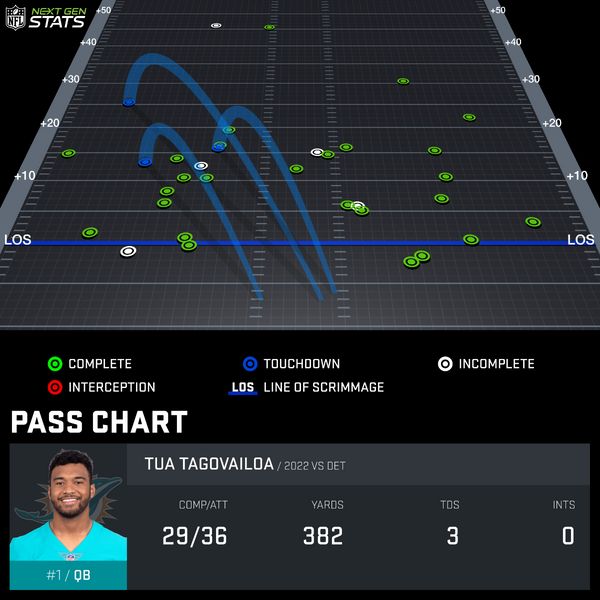 NFL NEXT GEN STATS
+50 +50
+40 +40
+30 +30
+20 +20
+10 +10
LOS LOS
COMPLETE TOUCHDOWN INCOMPLETE
INTERCEPTION LOS LINE OF SCRIMMAGE
PASS CHART
TUA TAGOVAILOA / 2022 VS DET
COMP/ATT YARDS TDS INTS
29/36 382 3 0
#1 / QB